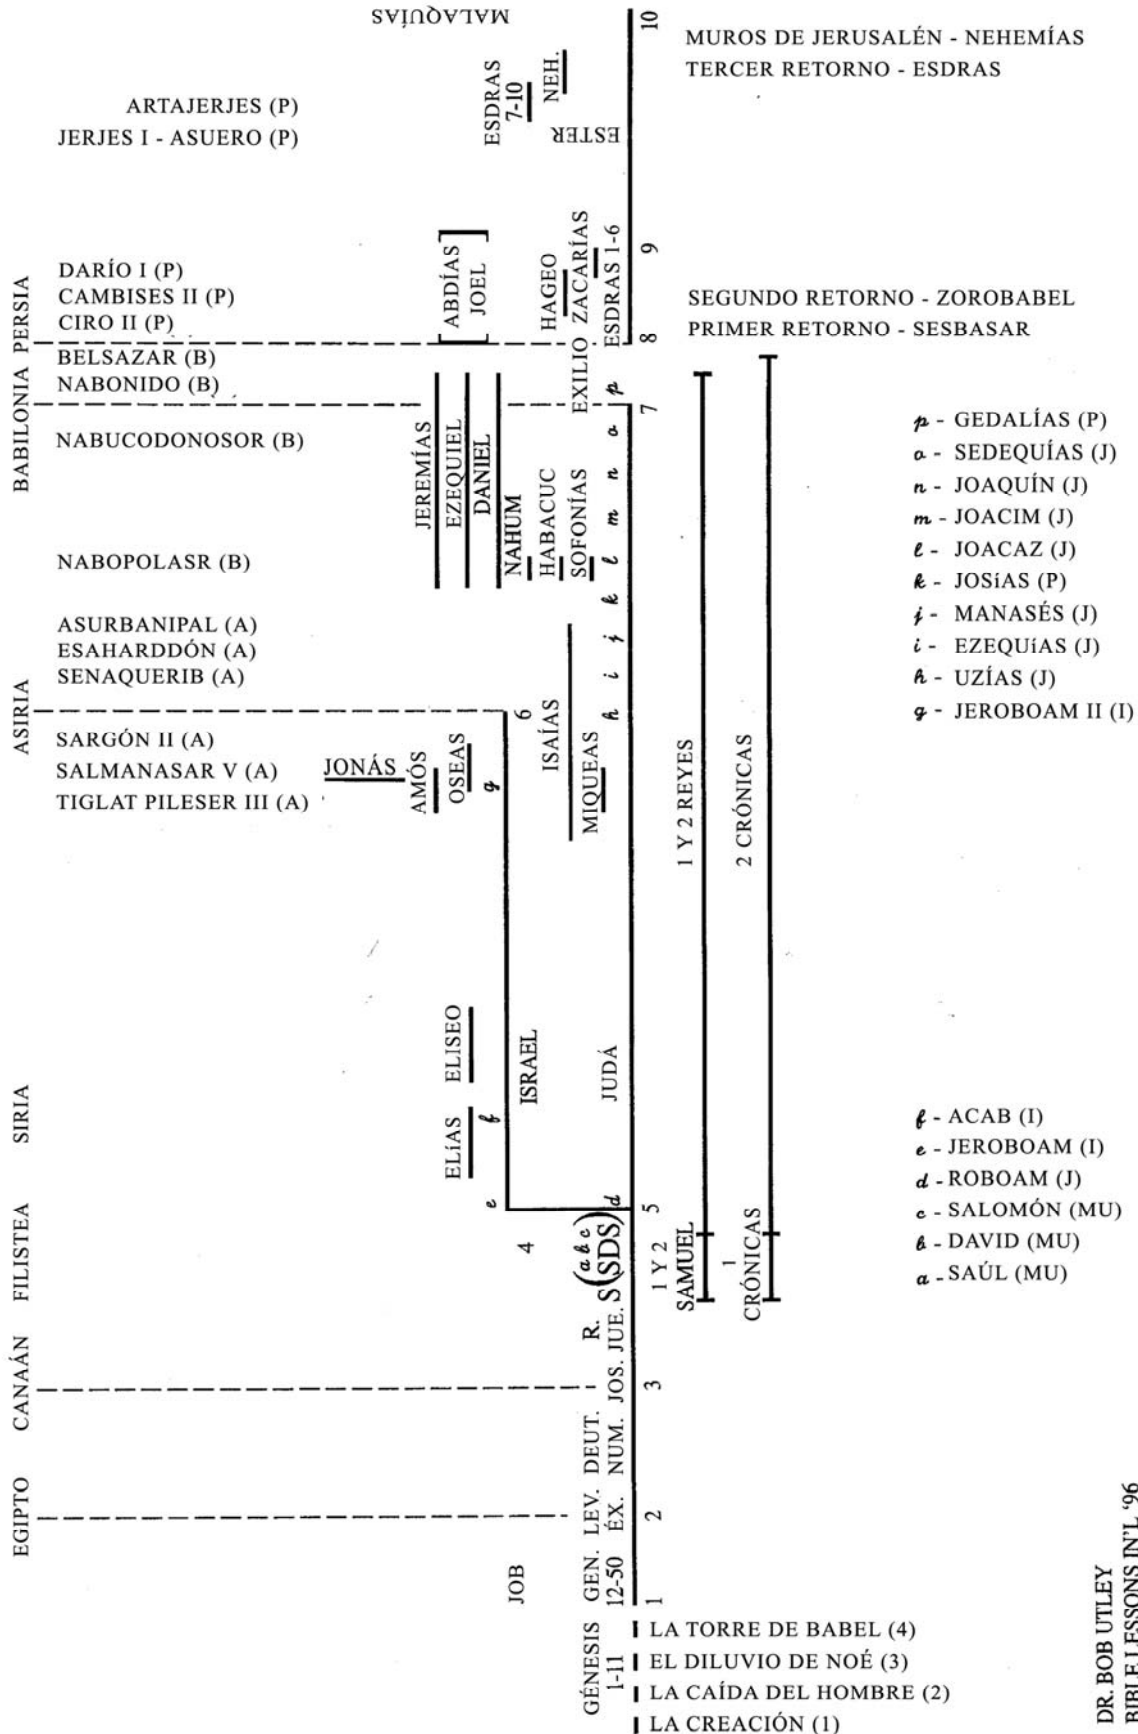 MALAQUÍAS
10
MUROS DE JERUSALÉN - NEHEMÍAS
TERCER RETORNO - ESDRAS
ESDRAS
7-10
NEH.
ESTER
ARTAJERJES (P)
JERJES I - ASUERO (P)
9
PERSIA
DARÍO I (P)
CAMBISES II (P)
CIRO II (P)
ABDÍAS
JOEL
HAGEO
ZACARÍAS
ESDRAS 1-6
SEGUNDO RETORNO - ZOROBABEL
PRIMER RETORNO - SESBASAR
8
BABILONIA
BELSAZAR (B)
NABONIDO (B)
EXILIO
p
7
NABUCODONOSOR (B)
NABOPOLASR (B)
JEREMÍAS
EZEQUIEL
DANIEL
NAHUM
HABACUC
SOFONÍAS
o
n
m
l
k
j
i
h
p - GEDALÍAS (P)
o - SEDEQUÍAS (J)
n - JOAQUÍN (J)
m - JOACIM (J)
l - JOACAZ (J)
k - JOSiAS (P)
j - MANASÉS (J)
i - EZEQUiAS (J)
h - UZÍAS (J)
g - JEROBOAM II (I)
ASURBANIPAL (A)
ESAHARDDÓN (A)
SENAQUERIB (A)
ASIRIA
6
SARGÓN II (A)
SALMANASAR V (A)
TIGLAT PILESER III (A)
JONÁS
AMÓS
OSEAS
g
ISAÍAS
MIQUEAS
1 Y 2 REYES
2 CRÓNICAS
SIRIA
ELISEO
ELíAS
f
e
ISRAEL
JUDÁ
d
5
f - ACAB (I)
e - JEROBOAM (I)
d - ROBOAM (J)
c - SALOMÓN (MU)
b - DAVID (MU)
a - SAÚL (MU)
FILISTEA
4
a b c
S(SDS)
1 Y 2
SAMUEL
1
CRÓNICAS
R.
JUE.
JOS.
CANAÁN
3
DEUT.
NUM.
EGIPTO
LEV.
ÉX.
2
JOB
GEN.
12-50
1
GÉNESIS
1-11
LA TORRE DE BABEL (4)
EL DILUVIO DE NOÉ (3)
LA CAÍDA DEL HOMBRE (2)
LA CREACIÓN (1)
DR. BOB UTLEY
BIBLE LESSONS IN'L '96